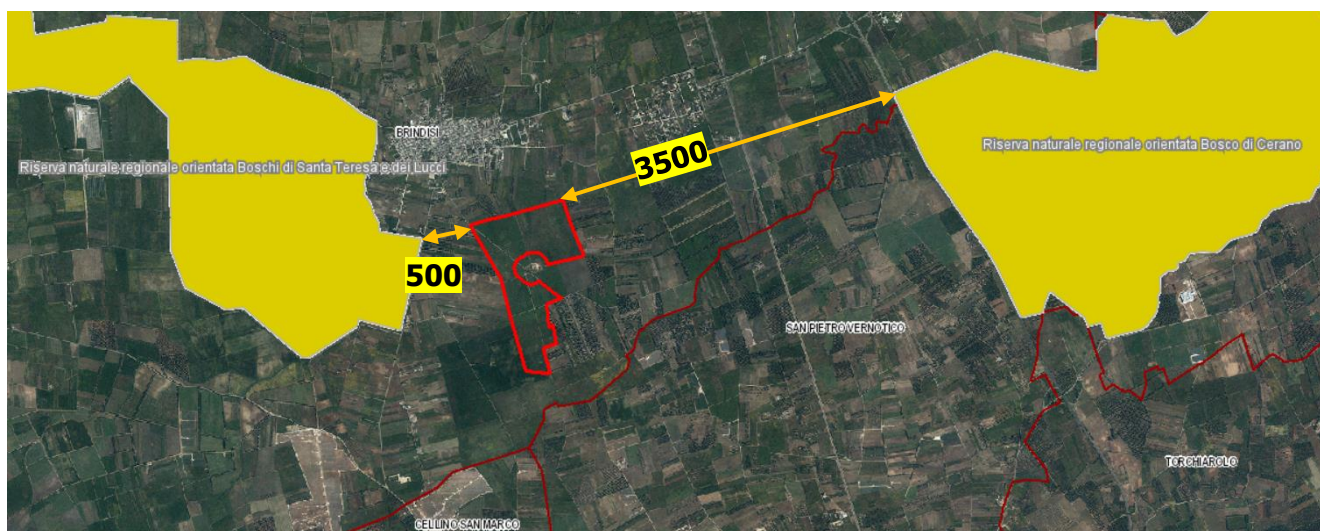 BRINDISI
Riserva naturale regionale orientata Boschi di Santa Teresa e dei Lucci
3500
Riserva naturale regionale orientata Bosco di Cerano
500
SAN PIETRO VERNOTICO
TORCHIAROLO
CELLINO SAN MARCO